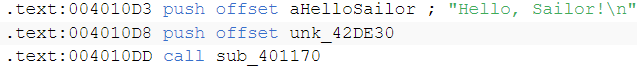 .text:004010D3 push offset aHelloSailor ; "Hello, Sailor!\n"
.text:004010D8 push offset unk_42DE30
.text:004010DD call sub_401170